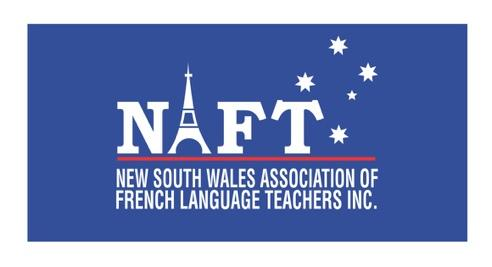 NAFT
NEW SOUTH WALES ASSOCIATION OF
FRENCH LANGUAGE TEACHERS INC.